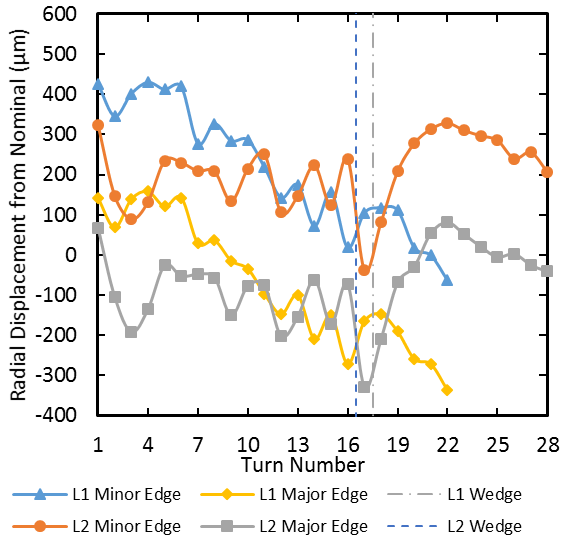 Radial Displacement from Nominal (μm)
600
500
400
300
200
100
0
-100
-200
-300
-400
1 4 7 10 13 16 19 22 25 28
Turn Number
L1 Minor Edge L1 Major Edge L1 Wedge
L2 Minor Edge L2 Major Edge L2 Wedge